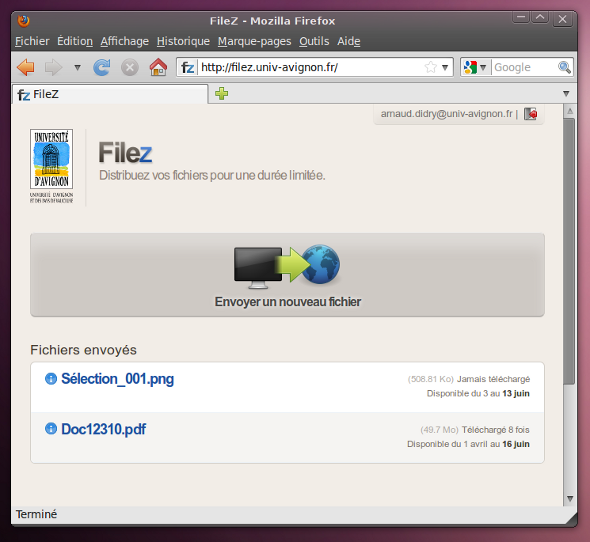 FileZ - Mozilla Firefox
Fichier Édition Affichage Historique Marque-pages Outils Aide
fz http://filez.univ-avignon.fr/ Google
fz FileZ
arnaud.didry@univ-avignon.fr |
UNIVERSITÉ
D'AVIGNON
UNIVERSITÉ D'AVIGNON
ET DES PAYS DE VAUCLUSE
Filez
Distribuez vos fichiers pour une durée limitée.
Envoyer un nouveau fichier
Fichiers envoyés
Sélection_001.png (508.81 Ko) Jamais téléchargé
Disponible du 3 au 13 juin
Doc12310.pdf (49.7 Mo) Téléchargé 8 fois
Disponible du 1 avril au 16 juin
Terminé